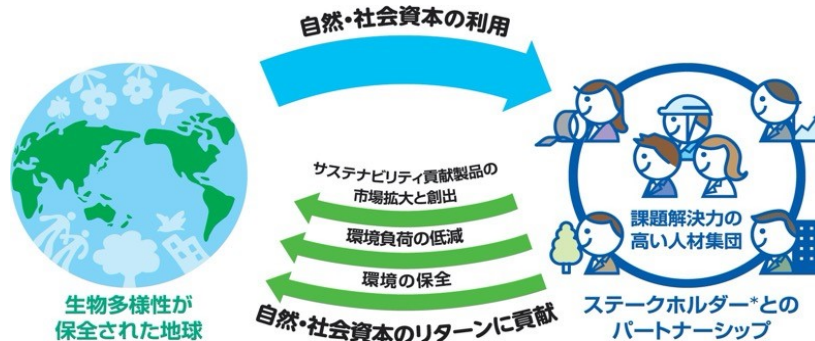 自然・社会資本の利用
サステナビリティ貢献製品の
市場拡大と創出
環境負荷の低減
環境の保全
自然・社会資本のリターンに貢献
生物多様性が
保全された地球
課題解決力の
高い人材集団
ステークホルダー*との
パートナーシップ